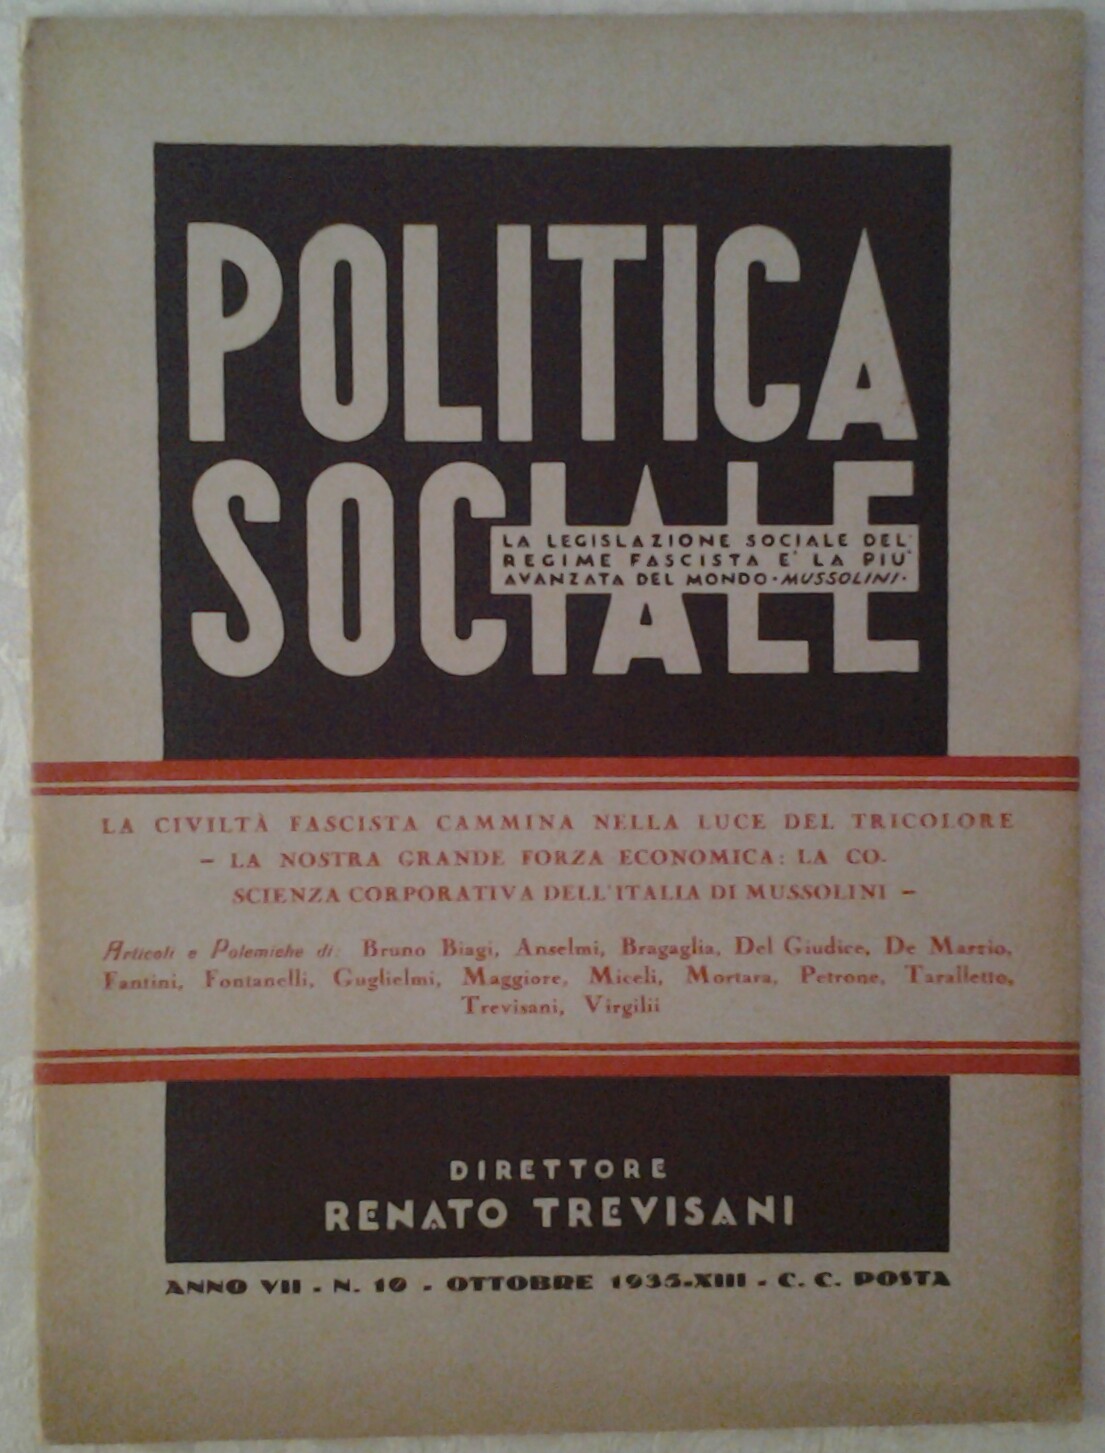 POLITICA
SOCIALE
LA LEGISLAZIONE SOCIALE DEL
REGIME FASCISTA E' LA PIU'
AVANZATA DEL MONDO · MUSSOLINI ·
LA CIVILTÀ FASCISTA CAMMINA NELLA LUCE DEL TRICOLORE
– LA NOSTRA GRANDE FORZA ECONOMICA: LA CO-
SCIENZA CORPORATIVA DELL'ITALIA DI MUSSOLINI –
Articoli e Polemiche di: Bruno Biagi, Anselmi, Bragaglia, Del Giudice, De Marzio,
Fantini, Fontanelli, Guglielmi, Maggiore, Miceli, Mortara, Petrone, Taralletto,
Trevisani, Virgilii
DIRETTORE
RENATO TREVISANI
ANNO VII - N. 10 - OTTOBRE 1935-XIII - C. C. POSTA